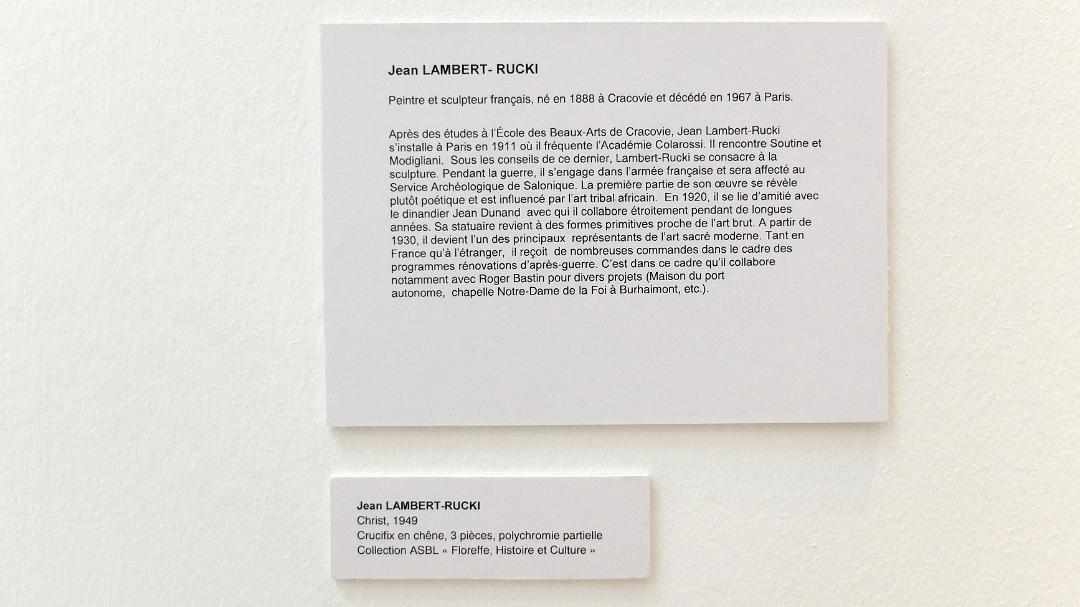 Jean LAMBERT- RUCKI
Peintre et sculpteur français, né en 1888 à Cracovie et décédé en 1967 à Paris.
Après des études à l'École des Beaux-Arts de Cracovie, Jean Lambert-Rucki
s'installe à Paris en 1911 où il fréquente l'Académie Colarossi. Il rencontre Soutine et
Modigliani.  Sous les conseils de ce dernier, Lambert-Rucki se consacre à la
sculpture. Pendant la guerre, il s'engage dans l'armée française et sera affecté au
Service Archéologique de Salonique. La première partie de son œuvre se révèle
plutôt poétique et est influencé par l'art tribal africain.  En 1920, il se lie d'amitié avec
le dinandier Jean Dunand  avec qui il collabore étroitement pendant de longues
années. Sa statuaire revient à des formes primitives proche de l'art brut. A partir de
1930, il devient l'un des principaux  représentants de l'art sacré moderne. Tant en
France qu'à l'étranger,  il reçoit  de nombreuses commandes dans le cadre des
programmes rénovations d'après-guerre. C'est dans ce cadre qu'il collabore
notamment avec Roger Bastin pour divers projets (Maison du port
autonome,  chapelle Notre-Dame de la Foi à Burhaimont, etc.).
Jean LAMBERT-RUCKI
Christ, 1949
Crucifix en chêne, 3 pièces, polychromie partielle
Collection ASBL « Floreffe, Histoire et Culture »